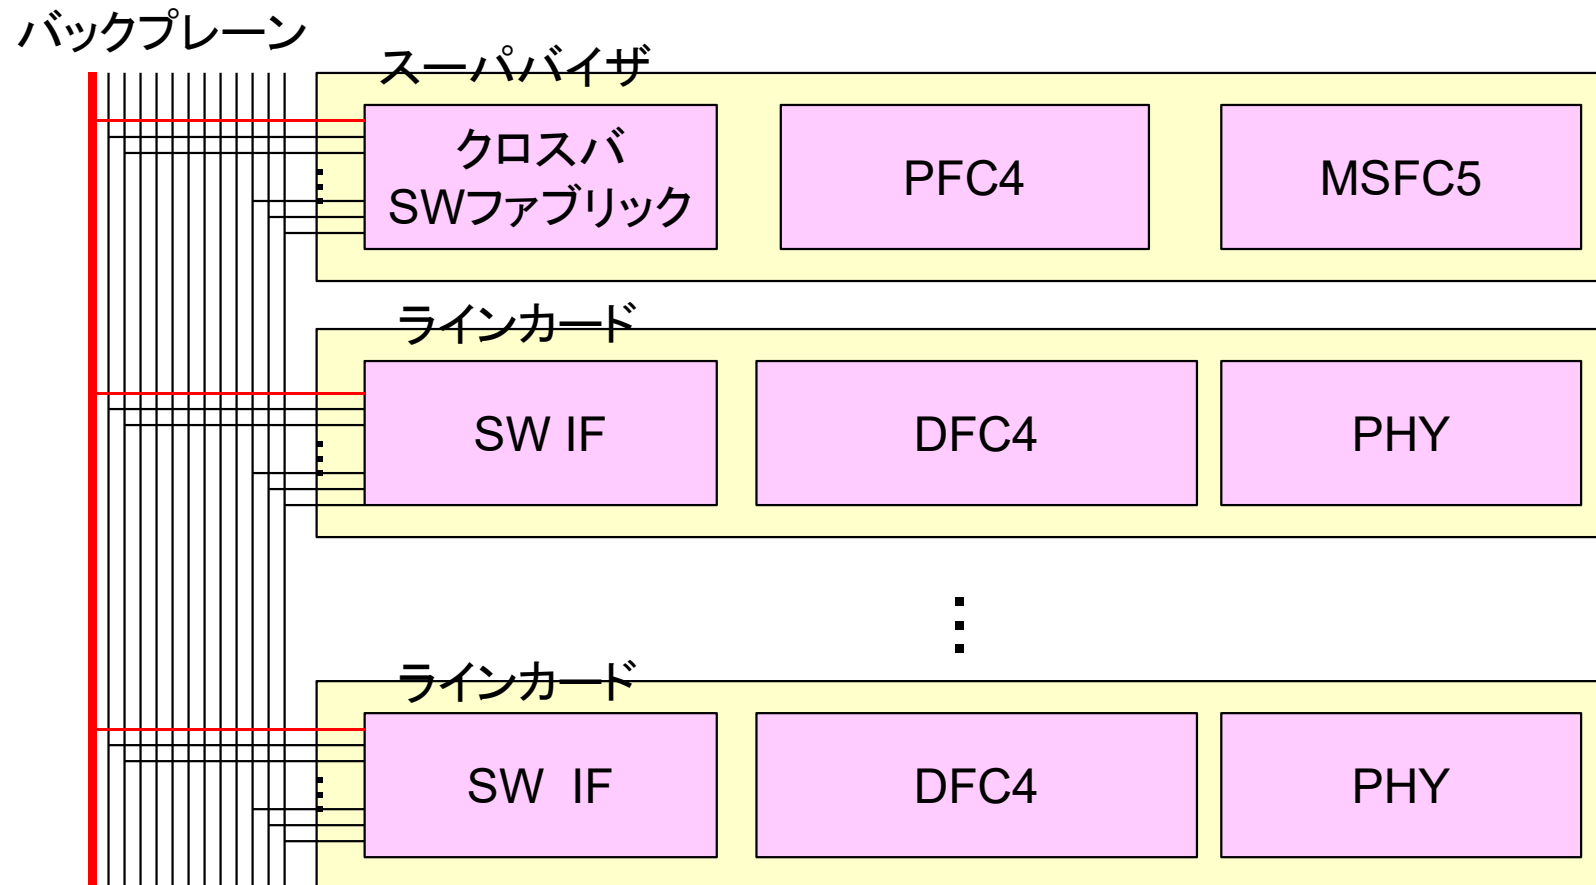 バックプレーン
スーパバイザ
クロスバ
SWファブリック
PFC4
MSFC5
ラインカード
SW IF
DFC4
PHY
ラインカード
SW IF
DFC4
PHY